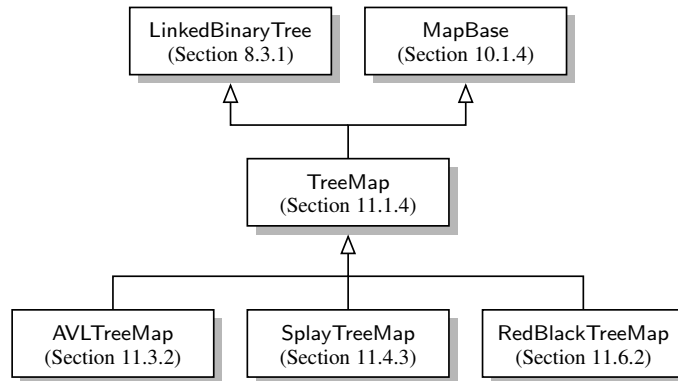 LinkedBinaryTree
(Section 8.3.1)
MapBase
(Section 10.1.4)
TreeMap
(Section 11.1.4)
AVLTreeMap
(Section 11.3.2)
SplayTreeMap
(Section 11.4.3)
RedBlackTreeMap
(Section 11.6.2)